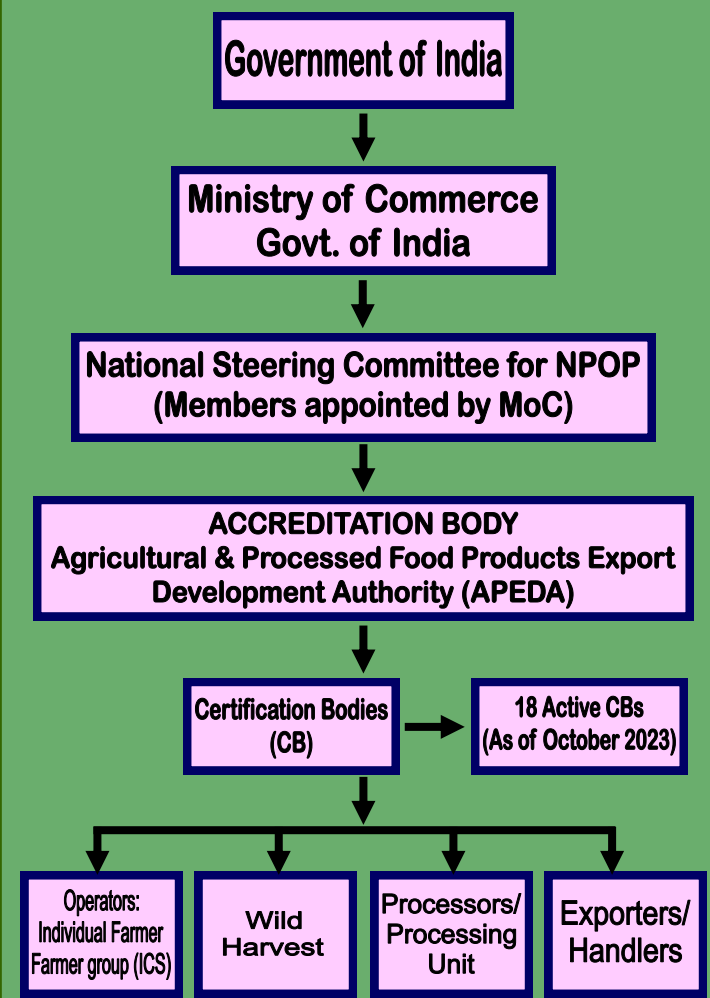 Government of India
Ministry of Commerce
Govt. of India
National Steering Committee for NPOP
(Members appointed by MoC)
ACCREDITATION BODY
Agricultural & Processed Food Products Export
Development Authority (APEDA)
Certification Bodies
(CB)
18 Active CBs
(As of October 2023)
Operators:
Individual Farmer
Farmer group (ICS)
Wild
Harvest
Processors/
Processing
Unit
Exporters/
Handlers